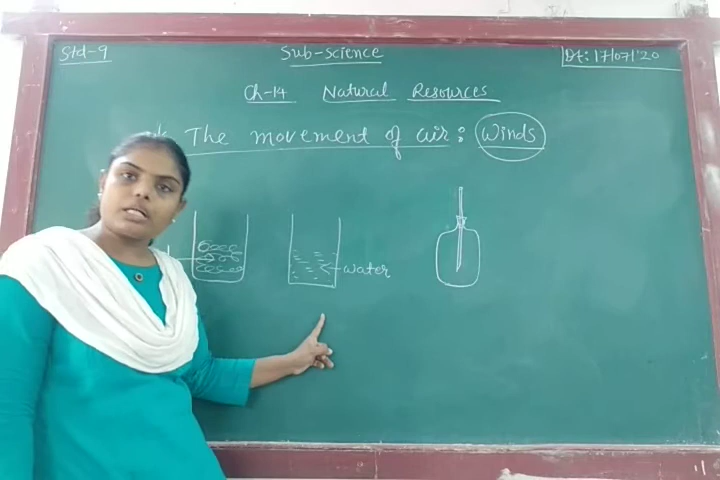 Std-9
Sub-Science
Dt: 17/07/'20
Ch-14 Natural Resources
* The movement of air: Winds
water